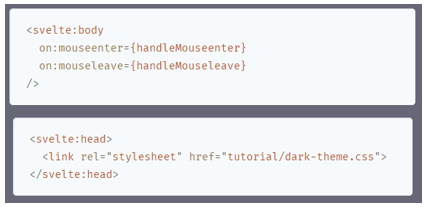 <svelte:body
  on:mouseenter={handleMouseenter}
  on:mouseleave={handleMouseleave}
/>
<svelte:head>
  <link rel="stylesheet" href="tutorial/dark-theme.css">
</svelte:head>